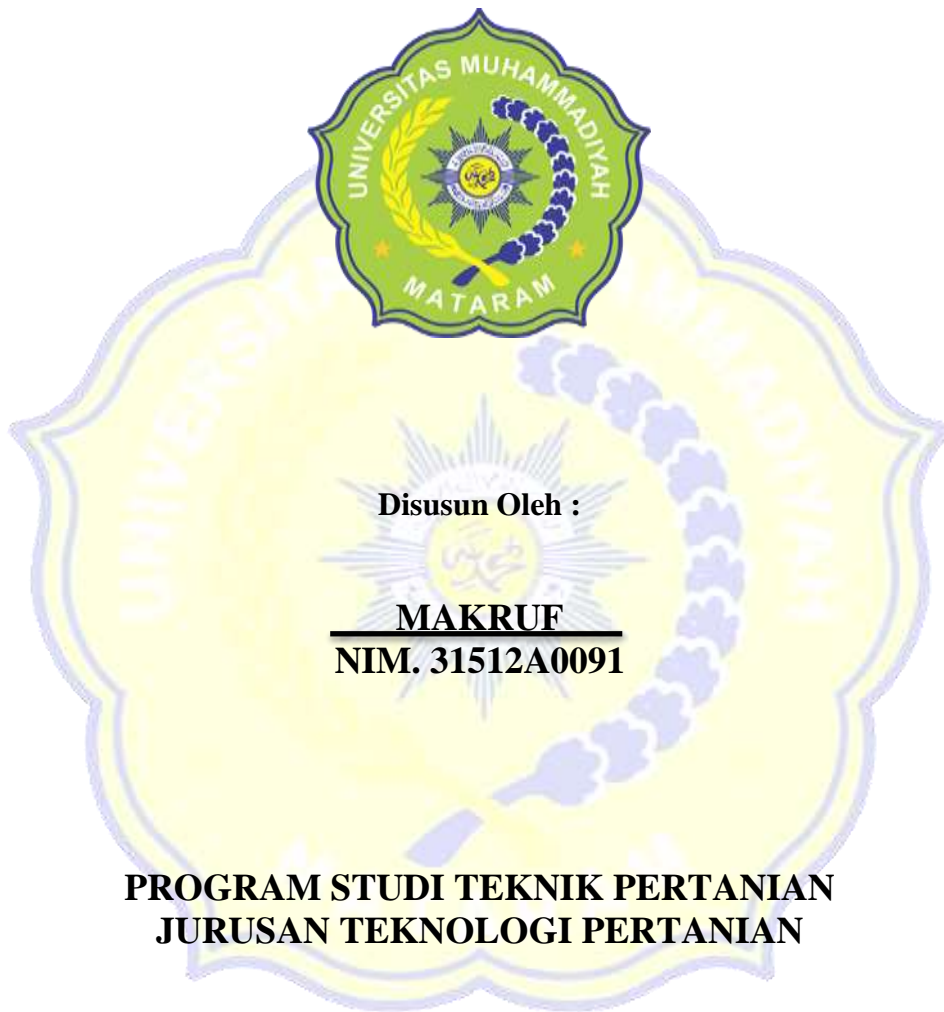 UNIVERSITAS MUHAMMADIYAH
MATARAM
Disusun Oleh :
MAKRUF
NIM. 31512A0091
PROGRAM STUDI TEKNIK PERTANIAN
JURUSAN TEKNOLOGI PERTANIAN